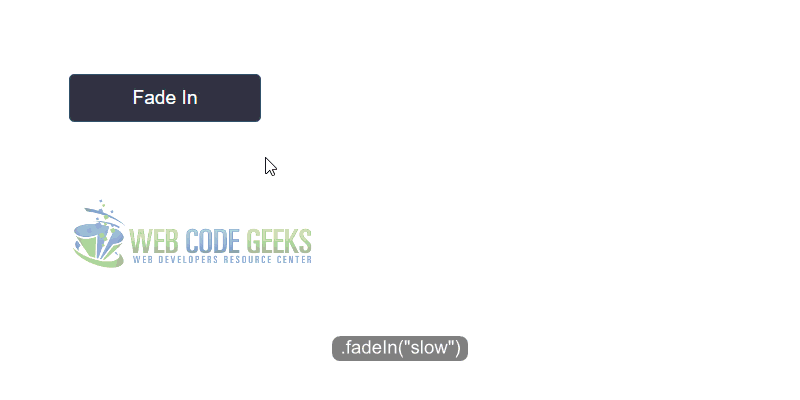 Fade In
WEB CODE GEEKS
WEB DEVELOPERS RESOURCE CENTER
.fadeIn("slow")